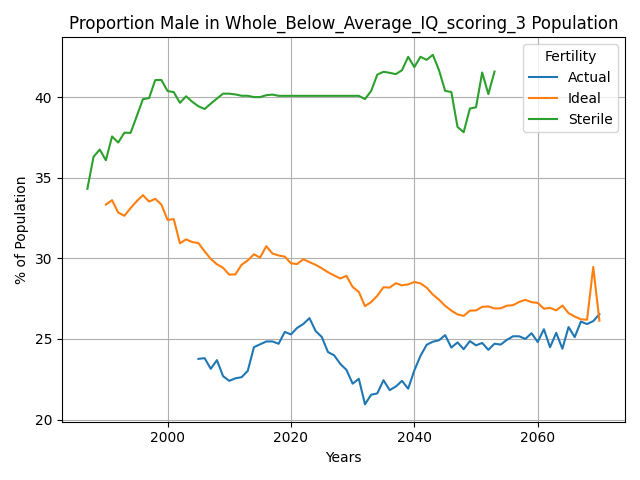 Proportion Male in Whole_Below_Average_IQ_scoring_3 Population
Fertility
Actual
Ideal
Sterile
% of Population
40
35
30
25
20
2000
2020
2040
2060
Years